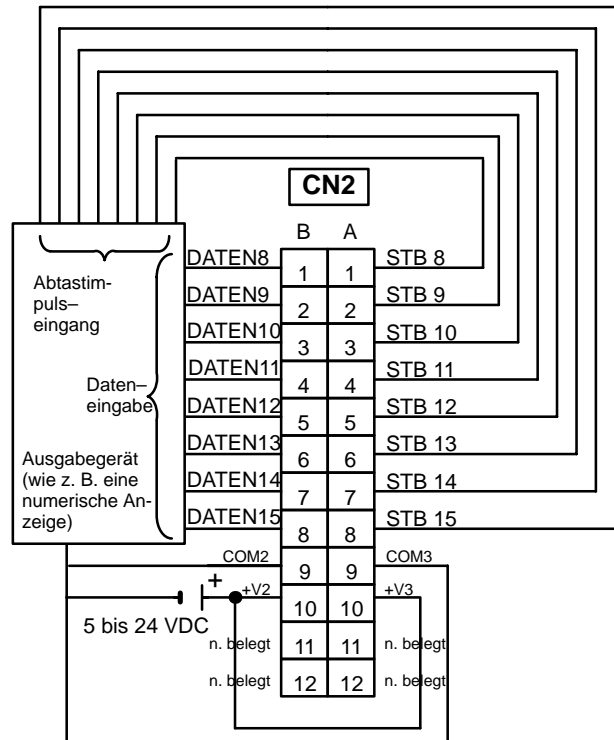 CN2
B A
DATEN8 1 1 STB 8
DATEN9 2 2 STB 9
DATEN10 3 3 STB 10
DATEN11 4 4 STB 11
DATEN12 5 5 STB 12
DATEN13 6 6 STB 13
DATEN14 7 7 STB 14
DATEN15 8 8 STB 15
COM2 9 9 COM3
+V2 10 10 +V3
n. belegt 11 11 n. belegt
n. belegt 12 12 n. belegt
Abtastim-
puls–
eingang
Daten–
eingabe
Ausgabegerät
(wie z. B. eine
numerische An-
zeige)
+
5 bis 24 VDC